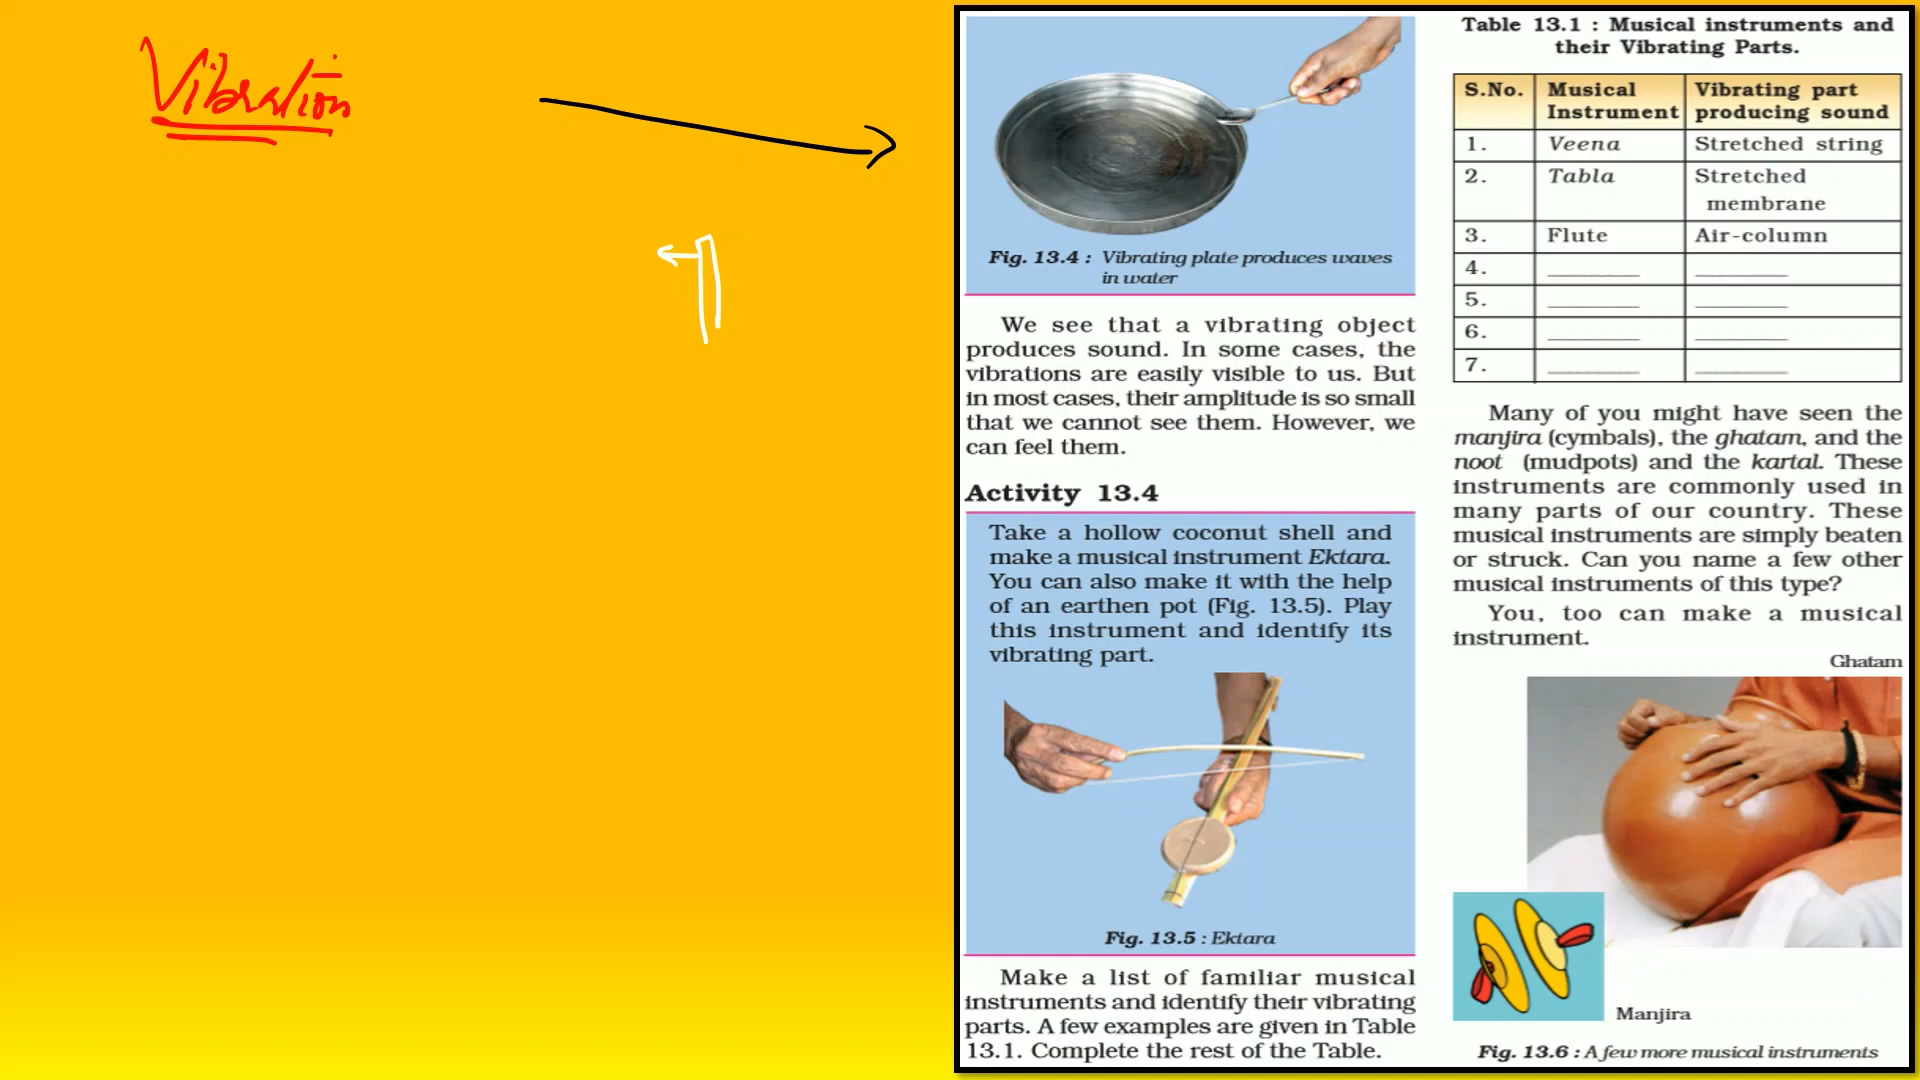 Vibration
Fig. 13.4 : Vibrating plate produces waves
in water
We see that a vibrating object
produces sound. In some cases, the
vibrations are easily visible to us. But
in most cases, their amplitude is so small
that we cannot see them. However, we
can feel them.
Activity 13.4
Take a hollow coconut shell and
make a musical instrument Ektara.
You can also make it with the help
of an earthen pot (Fig. 13.5). Play
this instrument and identify its
vibrating part.
Fig. 13.5 : Ektara
Make a list of familiar musical
instruments and identify their vibrating
parts. A few examples are given in Table
13.1. Complete the rest of the Table.
Table 13.1 : Musical instruments and
their Vibrating Parts.
S.No. Musical Instrument Vibrating part producing sound
1. Veena Stretched string
2. Tabla Stretched membrane
3. Flute Air-column
4. ________ ________
5. ________ ________
6. ________ ________
7. ________ ________
Many of you might have seen the
manjira (cymbals), the ghatam, and the
noot (mudpots) and the kartal. These
instruments are commonly used in
many parts of our country. These
musical instruments are simply beaten
or struck. Can you name a few other
musical instruments of this type?
You, too can make a musical
instrument.
Ghatam
Manjira
Fig. 13.6 : A few more musical instruments